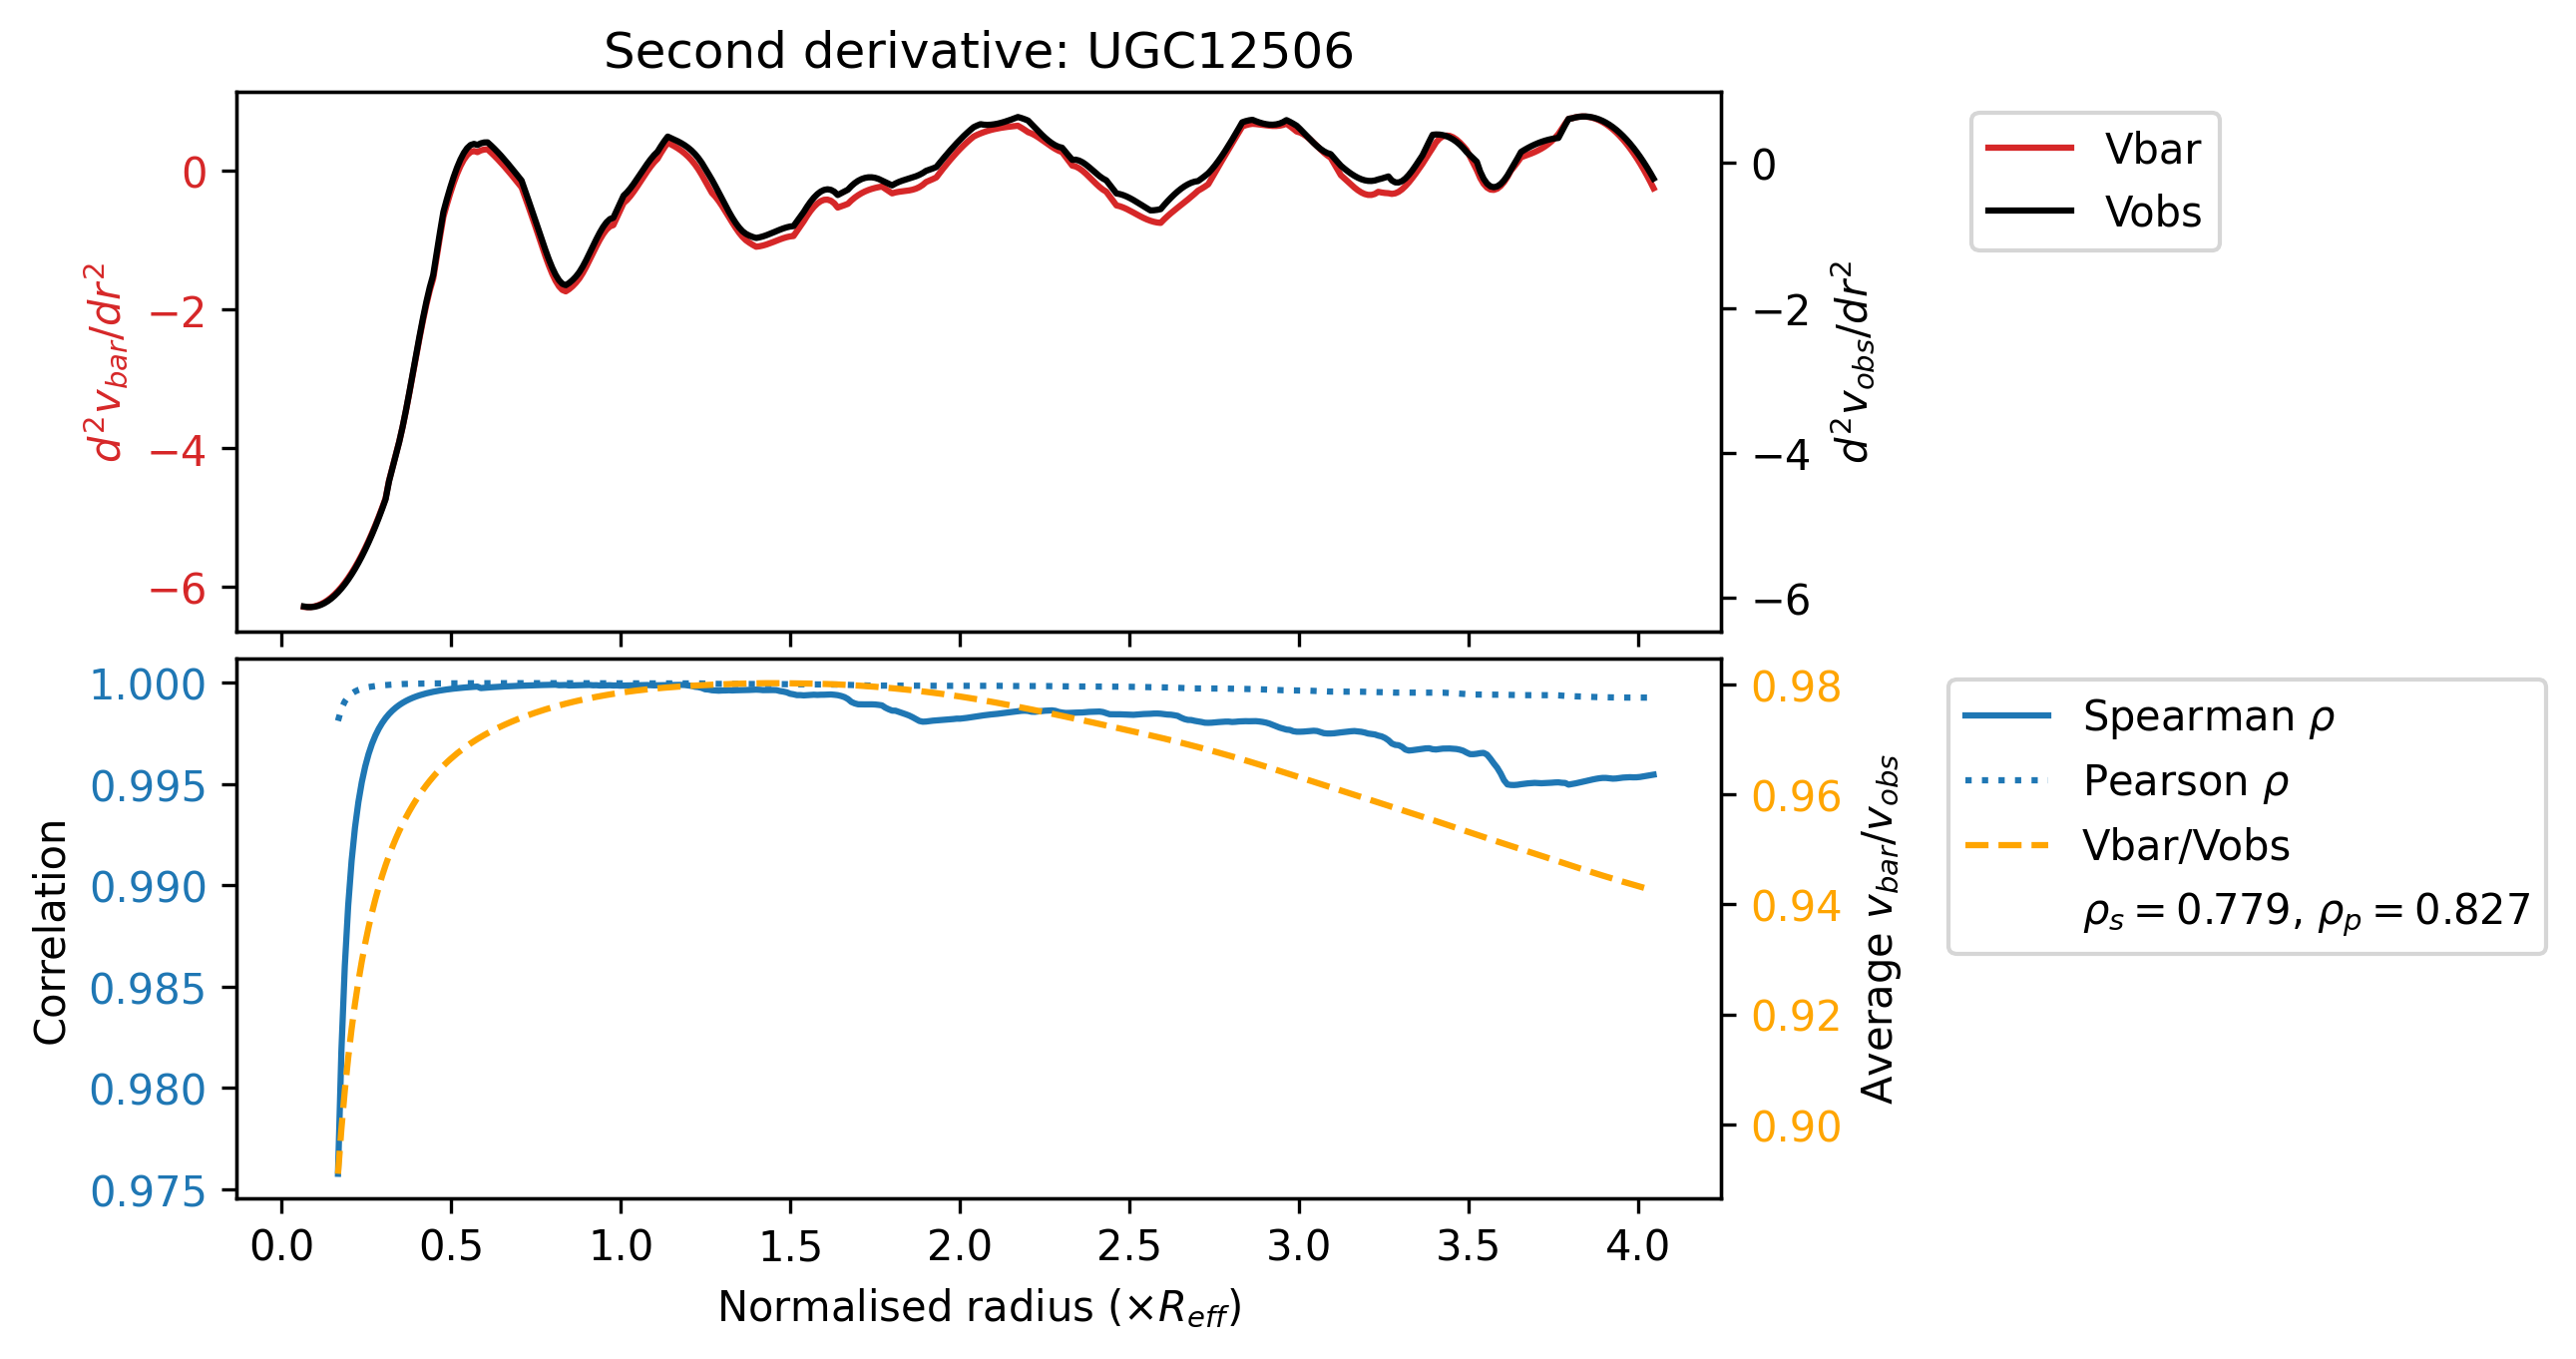 Second derivative: UGC12506
0
−2
−4
−6
d²v_bar/dr²
0
−2
−4
−6
d²v_obs/dr²
Vbar
Vobs
1.000
0.995
0.990
0.985
0.980
0.975
Correlation
0.98
0.96
0.94
0.92
0.90
Average v_bar/v_obs
Spearman ρ
Pearson ρ
Vbar/Vobs
ρ_s = 0.779, ρ_p = 0.827
0.0 0.5 1.0 1.5 2.0 2.5 3.0 3.5 4.0
Normalised radius (×R_eff)